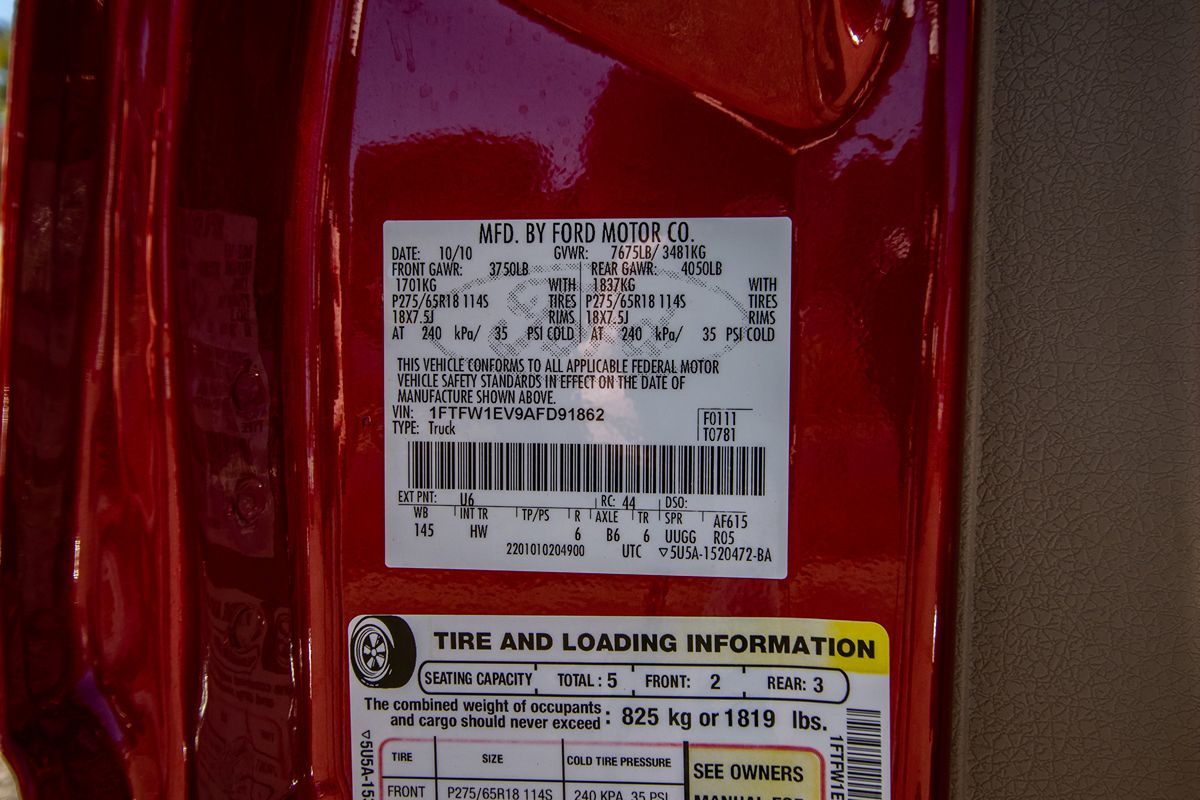 MFD. BY FORD MOTOR CO.
DATE: 10/10 GVWR: 7675LB/ 3481KG
FRONT GAWR: 3750LB REAR GAWR: 4050LB
1701KG WITH 1837KG WITH
P275/65R18 114S TIRES P275/65R18 114S TIRES
18X7.5J RIMS 18X7.5J RIMS
AT 240 kPa/ 35 PSI COLD AT 240 kPa/ 35 PSI COLD
THIS VEHICLE CONFORMS TO ALL APPLICABLE FEDERAL MOTOR
VEHICLE SAFETY STANDARDS IN EFFECT ON THE DATE OF
MANUFACTURE SHOWN ABOVE.
VIN: 1FTFW1EV9AFD91862 F0111
TYPE: Truck T0781
EXT PNT: U6 RC: 44 DSO:
WB INT TR TP/PS R AXLE TR SPR AF615
145 HW 6 B6 6 UUGG R05
2201010204900 UTC ▽5U5A-1520472-BA
TIRE AND LOADING INFORMATION
SEATING CAPACITY TOTAL : 5 FRONT: 2 REAR: 3
The combined weight of occupants
and cargo should never exceed : 825 kg or 1819 lbs.
TIRE SIZE COLD TIRE PRESSURE SEE OWNERS
FRONT P275/65R18 114S 240 KPA, 35 PSI MANUAL FOR
▽5U5A-15
1FTFW1E